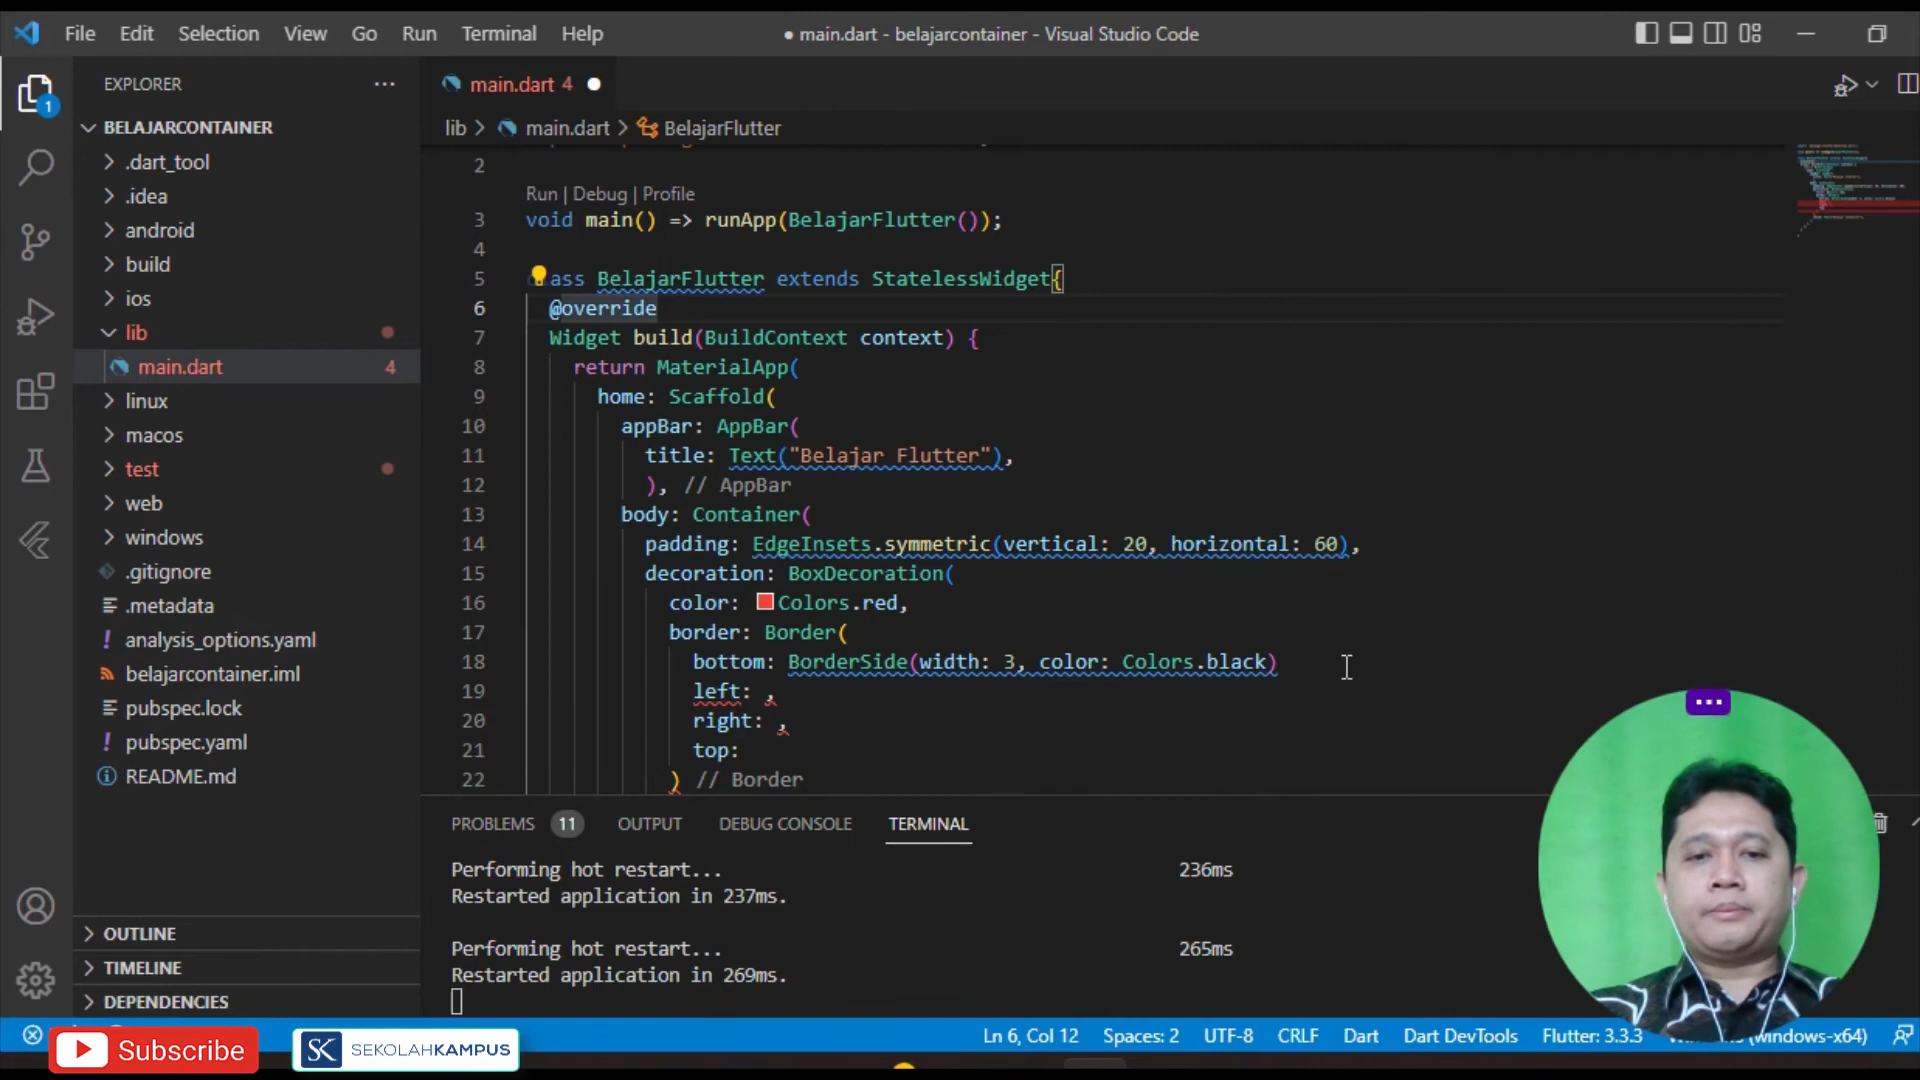 File Edit Selection View Go Run Terminal Help
● main.dart - belajarcontainer - Visual Studio Code
EXPLORER
main.dart 4
BELAJARCONTAINER
lib > main.dart > BelajarFlutter
.dart_tool
.idea
android
build
ios
lib
main.dart 4
linux
macos
test
web
windows
.gitignore
.metadata
analysis_options.yaml
belajarcontainer.iml
pubspec.lock
pubspec.yaml
README.md
OUTLINE
TIMELINE
DEPENDENCIES
1
2
Run | Debug | Profile
3 void main() => runApp(BelajarFlutter());
4
5 ass BelajarFlutter extends StatelessWidget{
6 @override
7 Widget build(BuildContext context) {
8 return MaterialApp(
9 home: Scaffold(
10 appBar: AppBar(
11 title: Text("Belajar Flutter"),
12 ), // AppBar
13 body: Container(
14 padding: EdgeInsets.symmetric(vertical: 20, horizontal: 60),
15 decoration: BoxDecoration(
16 color: Colors.red,
17 border: Border(
18 bottom: BorderSide(width: 3, color: Colors.black)
19 left: ,
20 right: ,
21 top:
22 ) // Border
PROBLEMS 11 OUTPUT DEBUG CONSOLE TERMINAL
Performing hot restart... 236ms
Restarted application in 237ms.
Performing hot restart... 265ms
Restarted application in 269ms.
Ln 6, Col 12 Spaces: 2 UTF-8 CRLF Dart Dart DevTools Flutter: 3.3.3 (windows-x64)
Subscribe
SK SEKOLAHKAMPUS